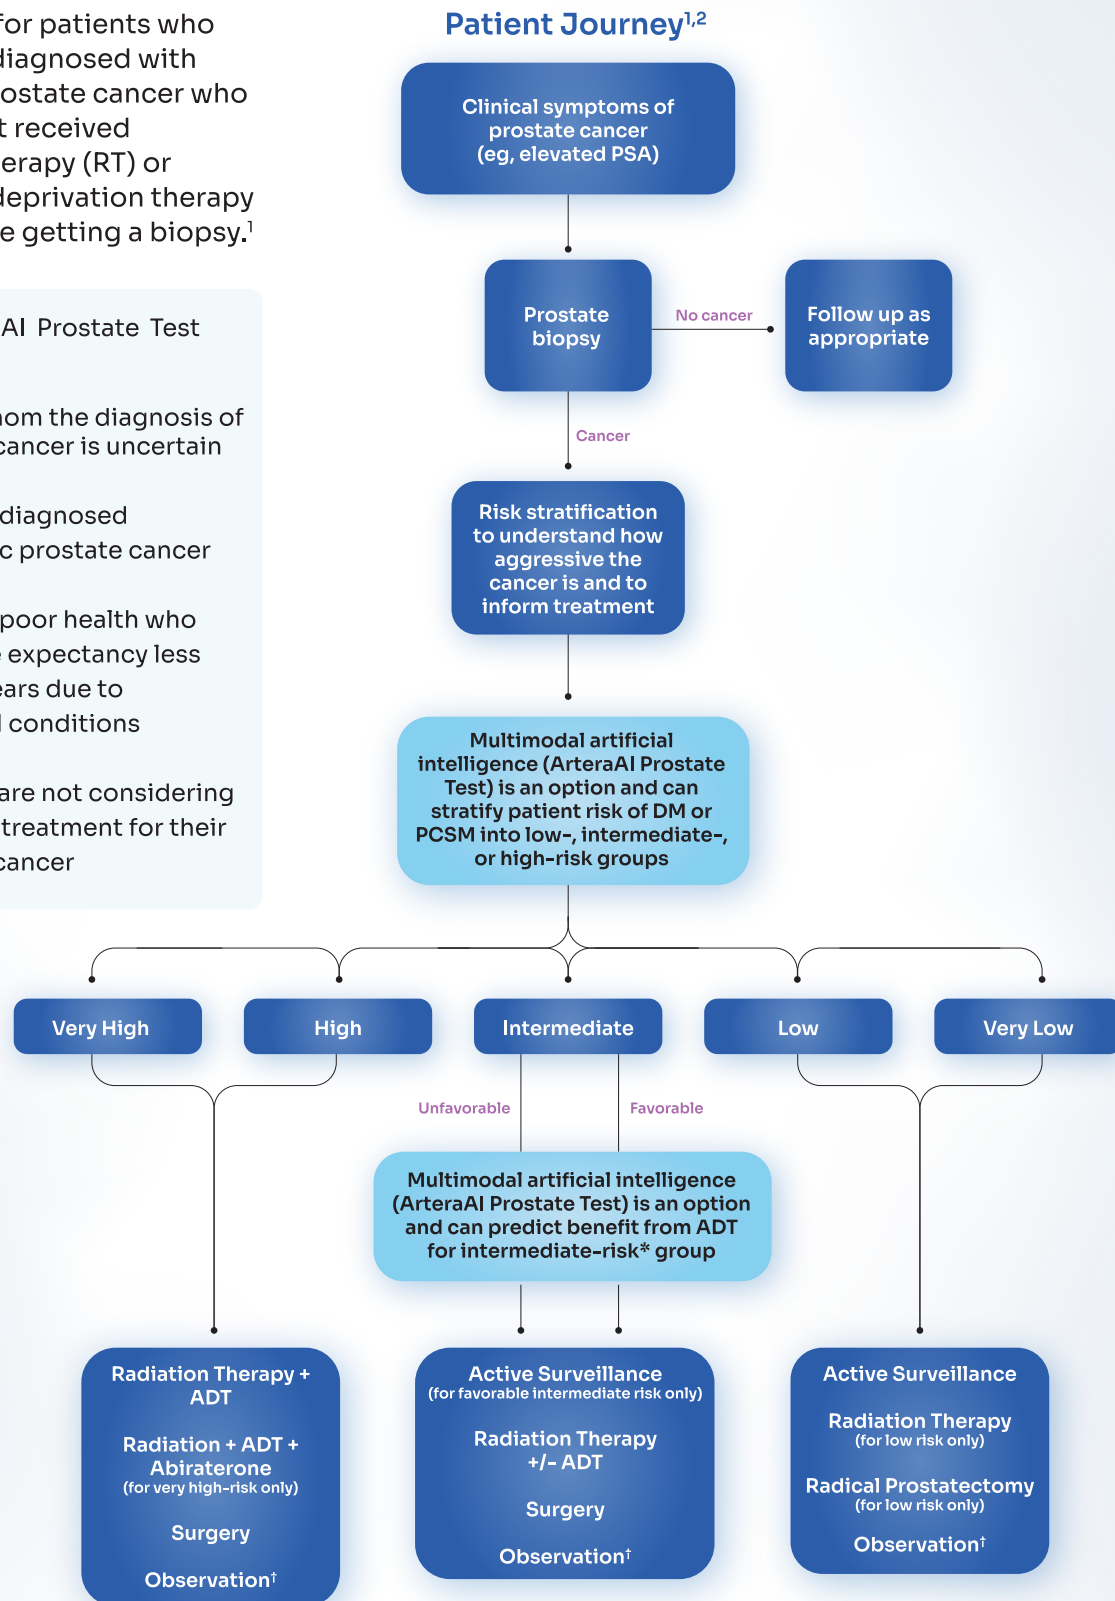 for patients who
diagnosed with
ostate cancer who
t received
erapy (RT) or
deprivation therapy
e getting a biopsy.1
AI Prostate Test
om the diagnosis of
cancer is uncertain
diagnosed
c prostate cancer
poor health who
e expectancy less
ears due to
l conditions
are not considering
treatment for their
cancer
Patient Journey1,2
Clinical symptoms of
prostate cancer
(eg, elevated PSA)
Prostate
biopsy
No cancer
Follow up as
appropriate
Cancer
Risk stratification
to understand how
aggressive the
cancer is and to
inform treatment
Multimodal artificial
intelligence (ArteraAI Prostate
Test) is an option and can
stratify patient risk of DM or
PCSM into low-, intermediate-,
or high-risk groups
Very High
High
Intermediate
Low
Very Low
Unfavorable
Favorable
Multimodal artificial intelligence
(ArteraAI Prostate Test) is an option
and can predict benefit from ADT
for intermediate-risk* group
Radiation Therapy +
ADT
Radiation + ADT +
Abiraterone
(for very high-risk only)
Surgery
Observation†
Active Surveillance
(for favorable intermediate risk only)
Radiation Therapy
+/- ADT
Surgery
Observation†
Active Surveillance
Radiation Therapy
(for low risk only)
Radical Prostatectomy
(for low risk only)
Observation†